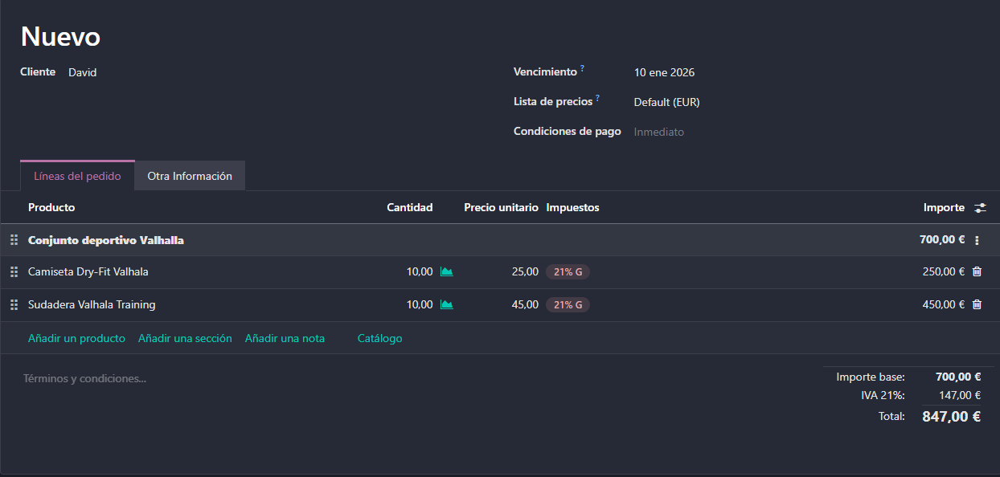 Nuevo
Cliente David
Vencimiento ? 10 ene 2026
Lista de precios ? Default (EUR)
Condiciones de pago Inmediato
Líneas del pedido Otra Información
Producto Cantidad Precio unitario Impuestos Importe
Conjunto deportivo Valhalla 700,00 €
Camiseta Dry-Fit Valhala 10,00 25,00 21% G 250,00 €
Sudadera Valhala Training 10,00 45,00 21% G 450,00 €
Añadir un producto Añadir una sección Añadir una nota Catálogo
Términos y condiciones...
Importe base: 700,00 €
IVA 21%: 147,00 €
Total: 847,00 €